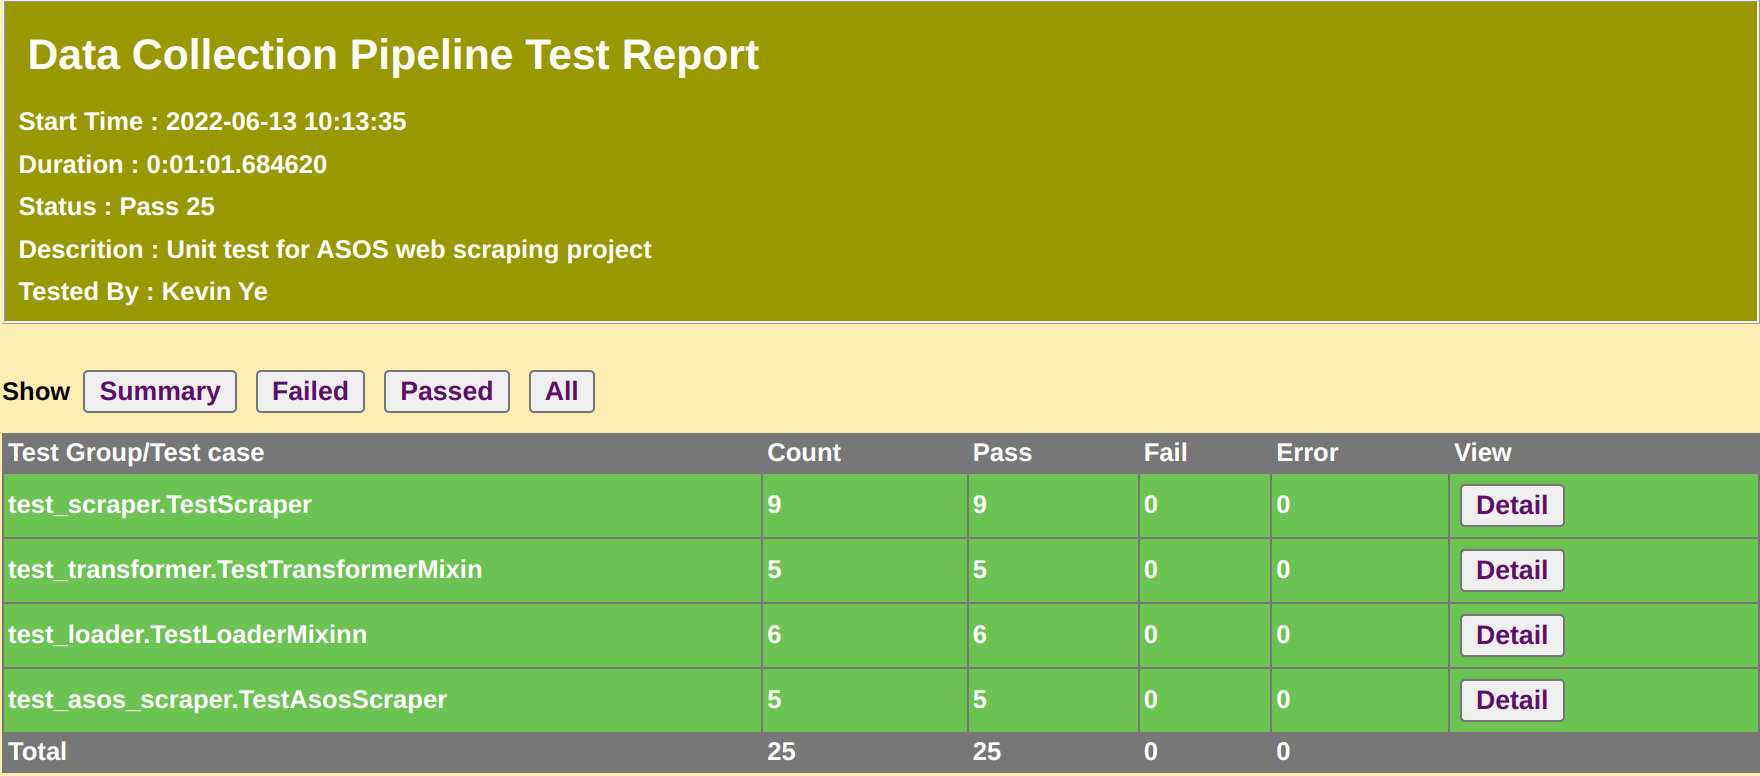 Data Collection Pipeline Test Report
Start Time : 2022-06-13 10:13:35
Duration : 0:01:01.684620
Status : Pass 25
Descrition : Unit test for ASOS web scraping project
Tested By : Kevin Ye
Show Summary Failed Passed All
Test Group/Test case Count Pass Fail Error View
test_scraper.TestScraper 9 9 0 0 Detail
test_transformer.TestTransformerMixin 5 5 0 0 Detail
test_loader.TestLoaderMixinn 6 6 0 0 Detail
test_asos_scraper.TestAsosScraper 5 5 0 0 Detail
Total 25 25 0 0